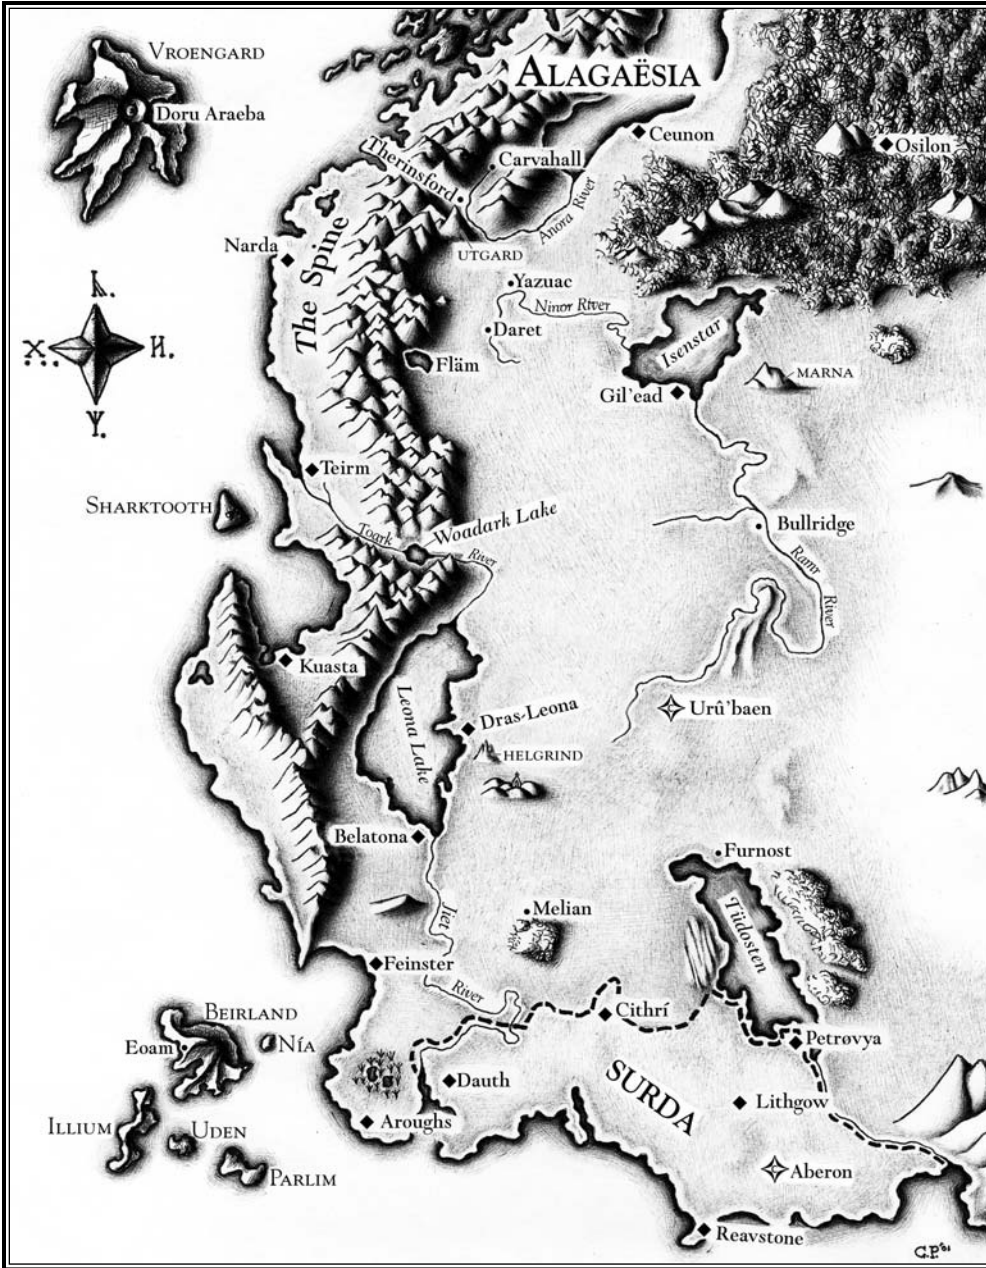 VROENGARD
ALAGAËSIA
Doru Araeba
Ceunon
Therinsford
Carvahall
Osilon
Anora River
The Spine
Narda
UTGARD
Yazuac
Ninor River
Daret
Isenstar
Fläm
MARNA
Gil'ead
Teirm
SHARKTOOTH
Woadark Lake
Toark
River
Bullridge
Ramr
River
Kuasta
Leona Lake
Dras-Leona
Urû'baen
HELGRIND
Belatona
Furnost
Jiet
River
Melian
Tüdosten
Feinster
BEIRLAND
Eoam
NÍA
Cithrí
Petrøvya
Dauth
SURDA
Lithgow
ILLIUM
UDEN
Aroughs
PARLIM
Aberon
Reavstone
C.P. '01